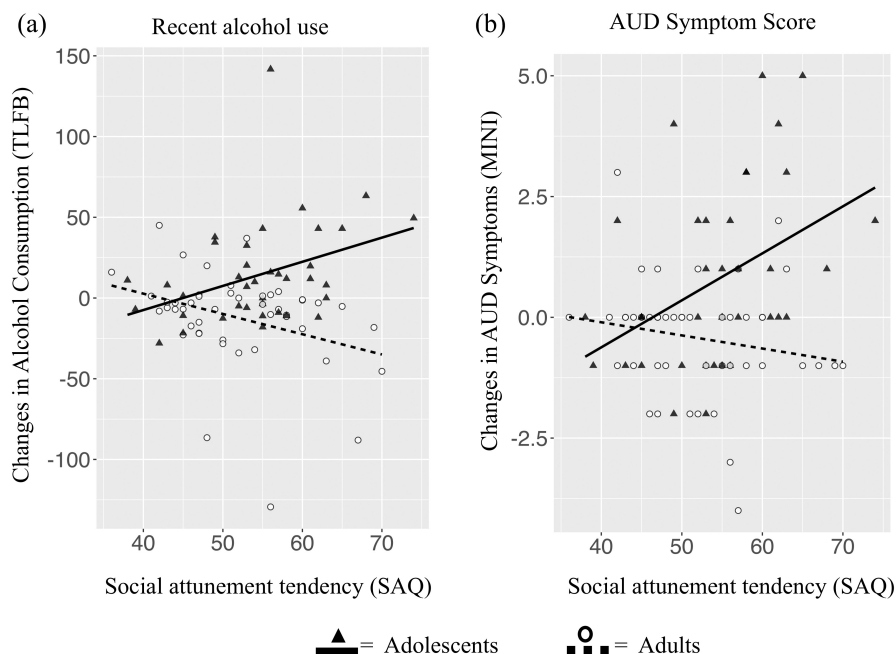 (a)
Recent alcohol use
Changes in Alcohol Consumption (TLFB)
150
100
50
0
-50
-100
40 50 60 70
Social attunement tendency (SAQ)
(b)
AUD Symptom Score
Changes in AUD Symptoms (MINI)
5.0
2.5
0.0
-2.5
40 50 60 70
Social attunement tendency (SAQ)
= Adolescents
= Adults